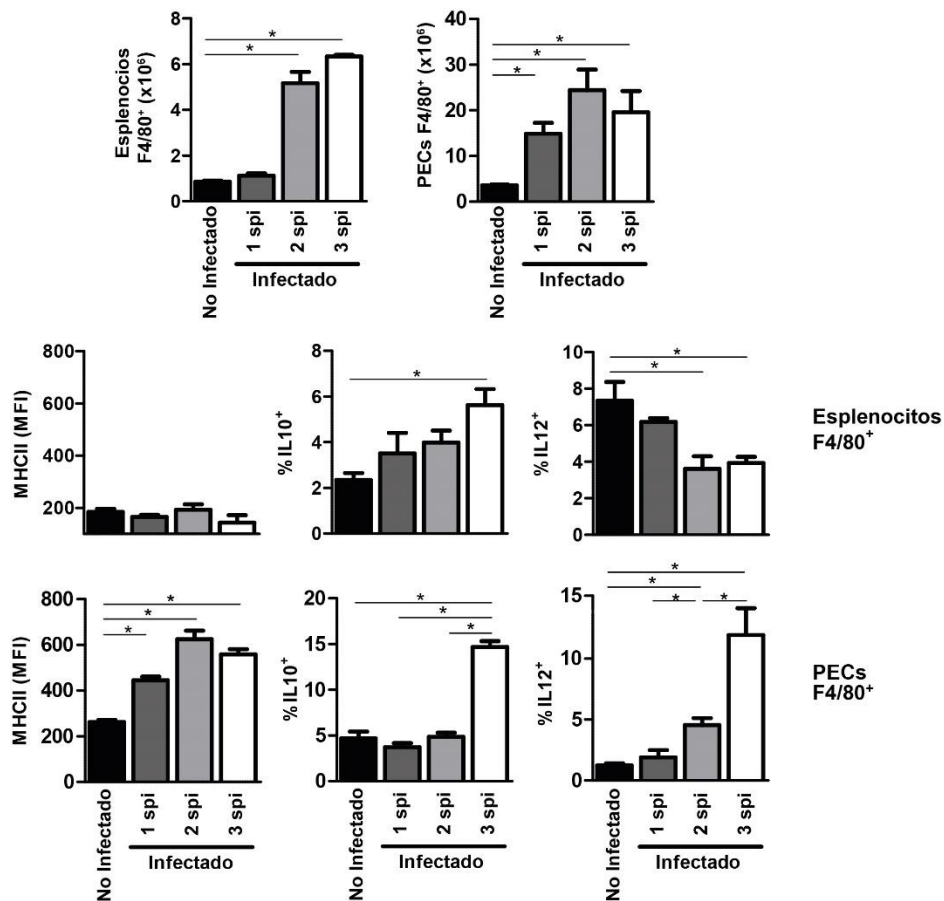 Esplenocios
F4/80⁺ (x10⁶)
8
6
4
2
0
*
*
No Infectado
1 spi
2 spi
3 spi
Infectado
PECs F4/80⁺ (x10⁶)
40
30
20
10
0
*
*
*
No Infectado
1 spi
2 spi
3 spi
Infectado
MHCII (MFI)
800
600
400
200
% IL10⁺
8
6
4
2
0
*
% IL12⁺
10
8
6
4
2
0
*
*
Esplenocitos
F4/80⁺
MHCII (MFI)
800
600
400
200
0
*
*
*
No Infectado
1 spi
2 spi
3 spi
Infectado
% IL10⁺
20
15
10
5
0
*
*
*
No Infectado
1 spi
2 spi
3 spi
Infectado
% IL12⁺
15
10
5
0
*
*
*
*
No Infectado
1 spi
2 spi
3 spi
Infectado
PECs
F4/80⁺